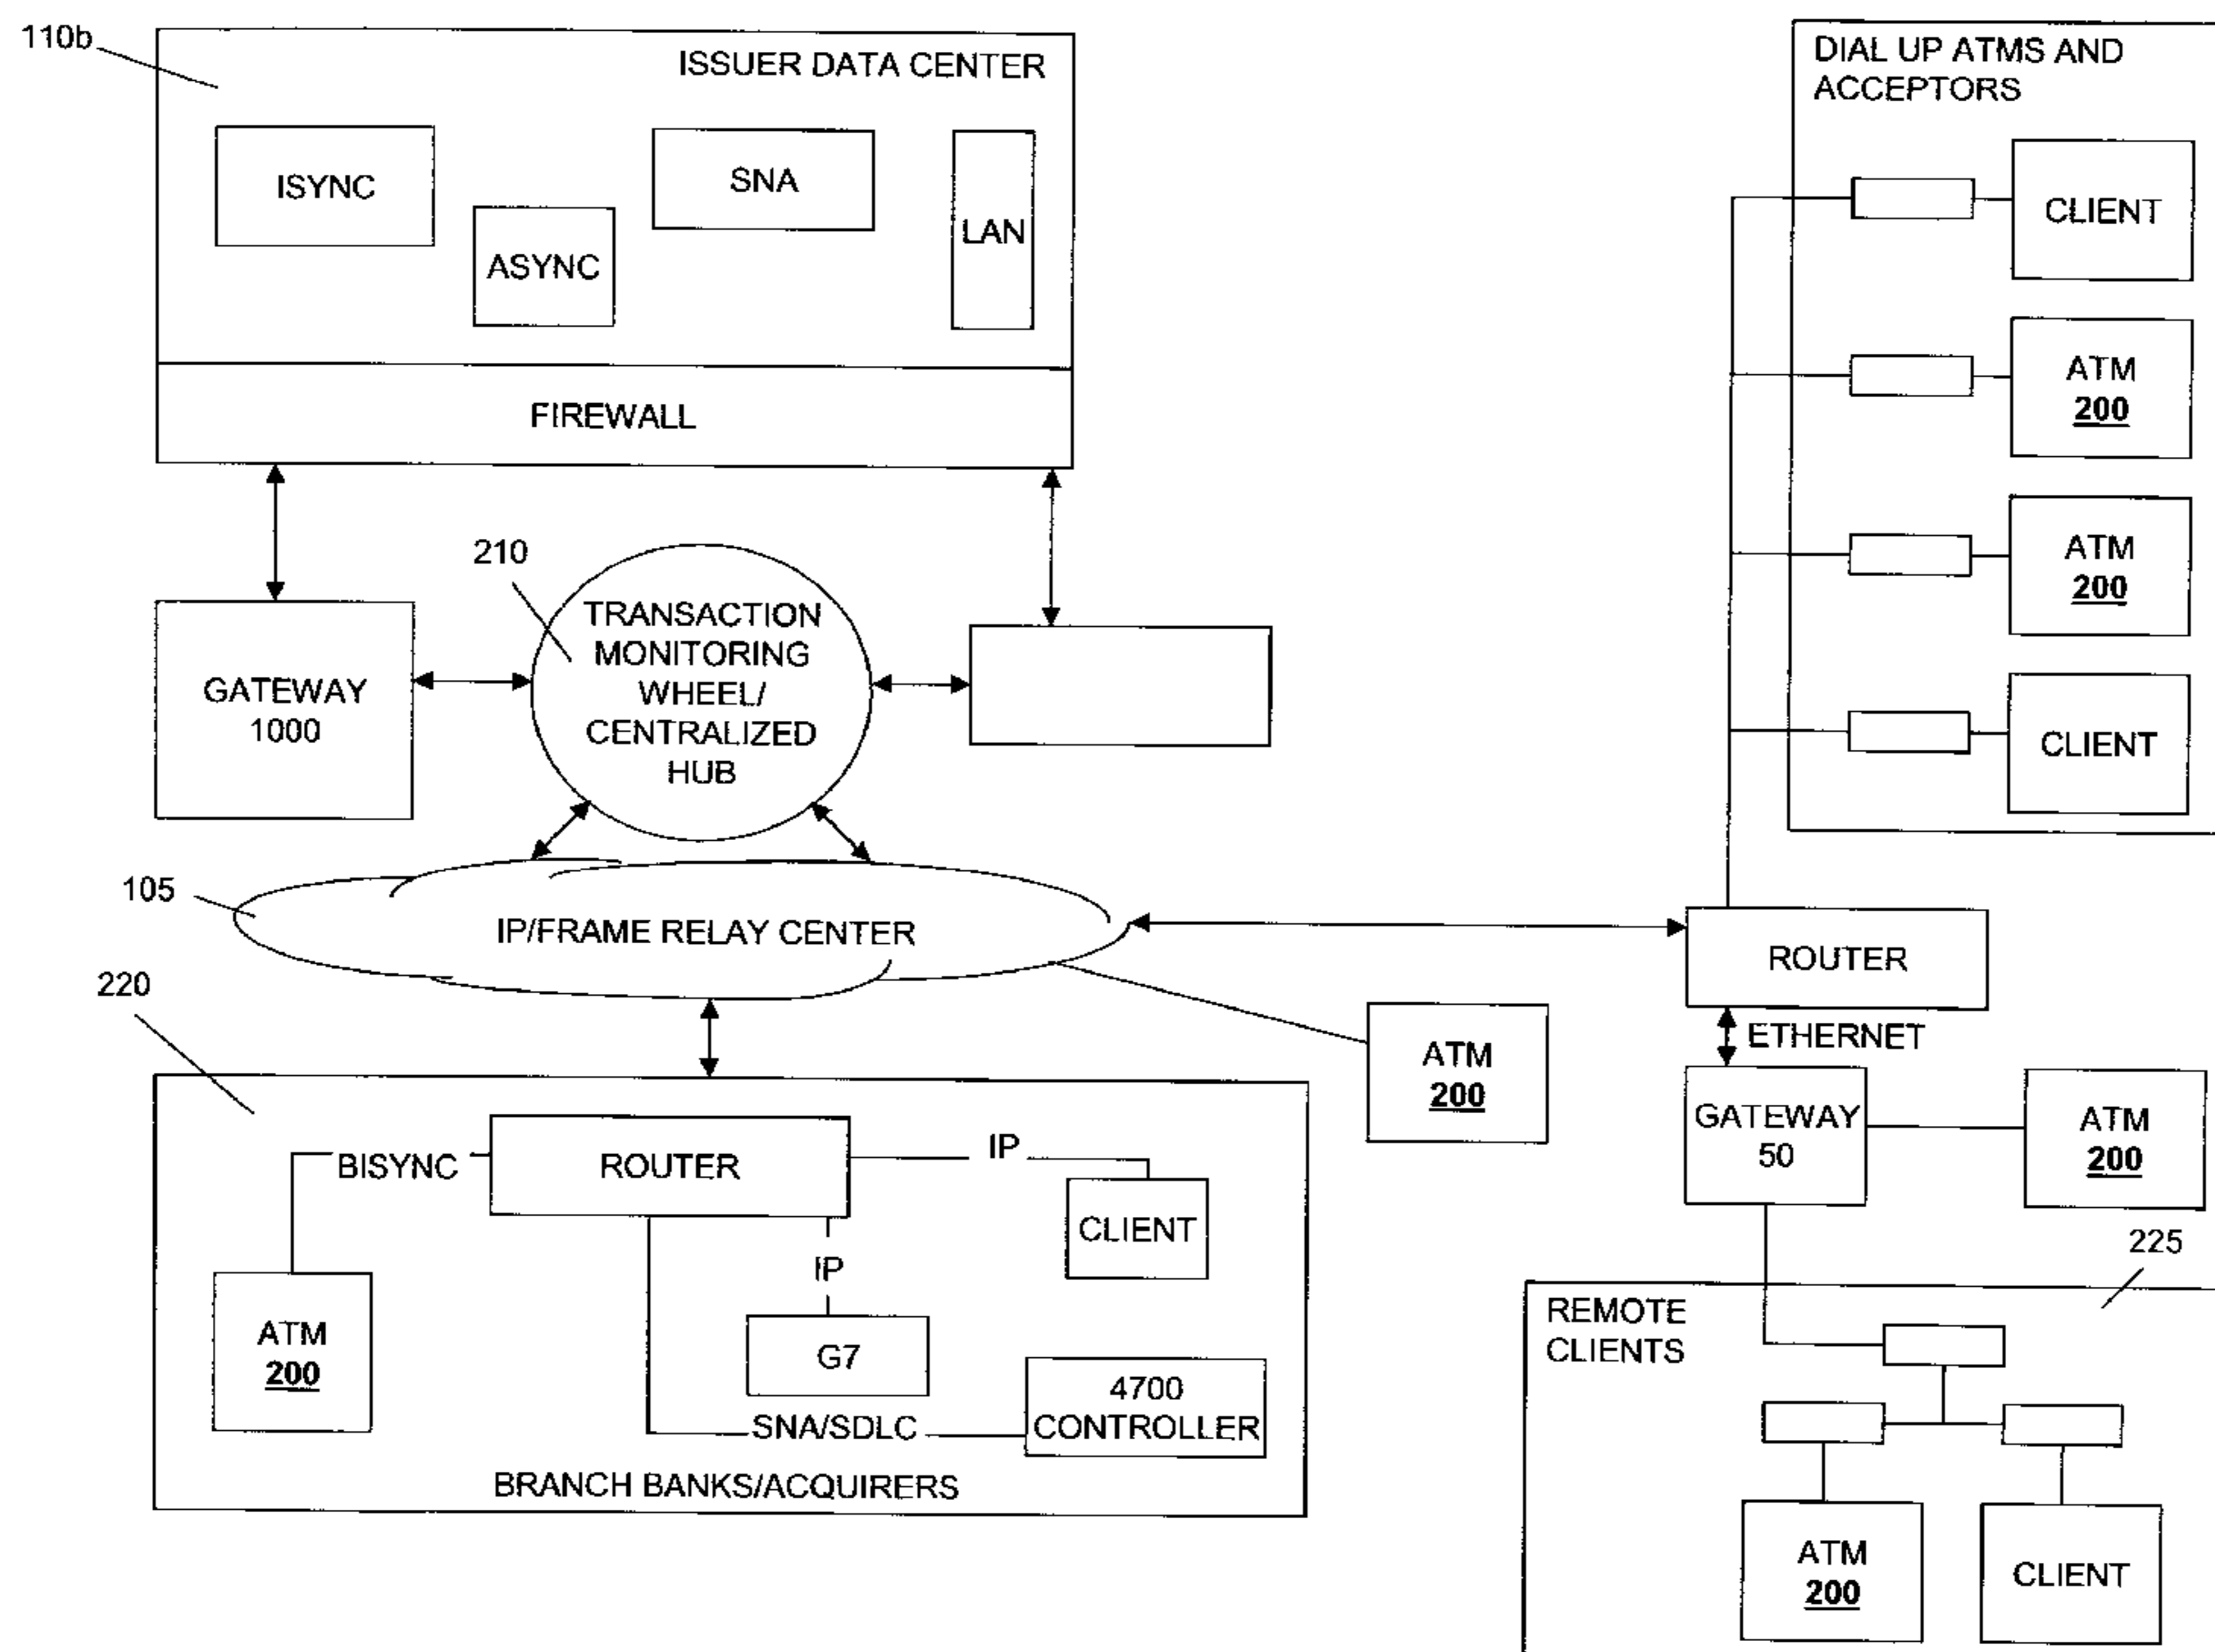 110b
ISSUER DATA CENTER
ISYNC
ASYNC
SNA
LAN
FIREWALL
210
TRANSACTION
MONITORING
WHEEL/
CENTRALIZED
HUB
GATEWAY
1000
105
IP/FRAME RELAY CENTER
220
BISYNC
ROUTER
IP
CLIENT
IP
G7
ATM
200
4700
CONTROLLER
SNA/SDLC
BRANCH BANKS/ACQUIRERS
ATM
200
DIAL UP ATMS AND
ACCEPTORS
CLIENT
ATM
200
ATM
200
CLIENT
ROUTER
ETHERNET
GATEWAY
50
ATM
200
225
REMOTE
CLIENTS
ATM
200
CLIENT